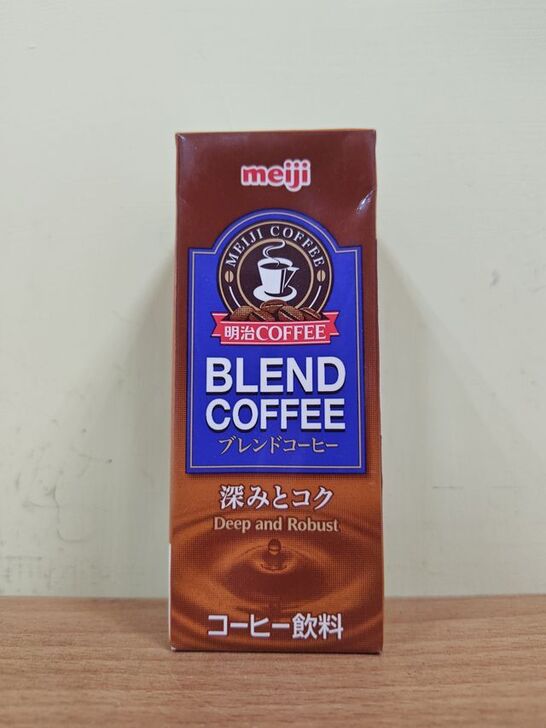 meiji
MEIJI COFFEE
明治COFFEE
BLEND
COFFEE
ブレンドコーヒー
深みとコク
Deep and Robust
コーヒー飲料